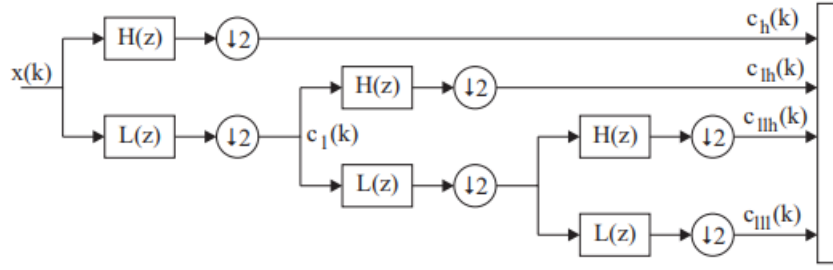 H(z) ↓2 c_h(k)
x(k)
H(z) ↓2 c_lh(k)
L(z) ↓2 c_l(k)
H(z) ↓2 c_llh(k)
L(z) ↓2
L(z) ↓2 c_lll(k)